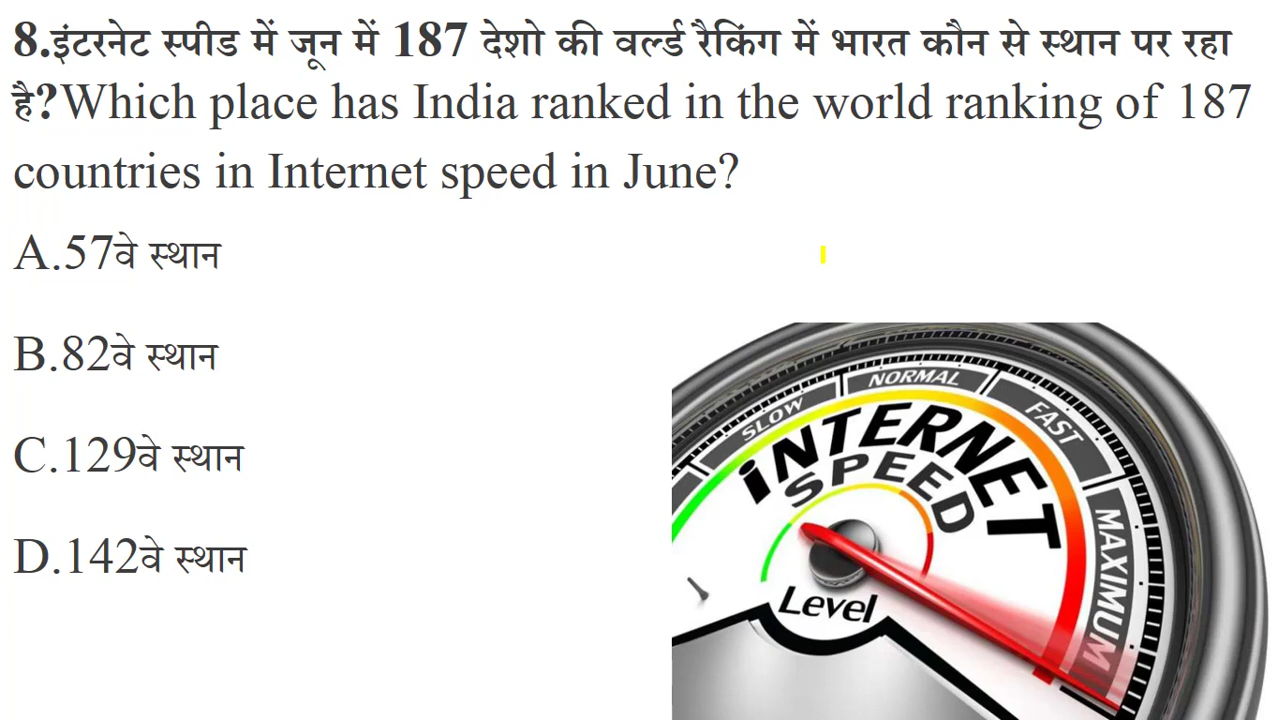 8.इंटरनेट स्पीड में जून में 187 देशो की वर्ल्ड रैकिंग में भारत कौन से स्थान पर रहा
है?Which place has India ranked in the world ranking of 187
countries in Internet speed in June?
A.57वे स्थान
B.82वे स्थान
C.129वे स्थान
D.142वे स्थान
SLOW
NORMAL
FAST
MAXIMUM
iNTERNET
SPEED
Level